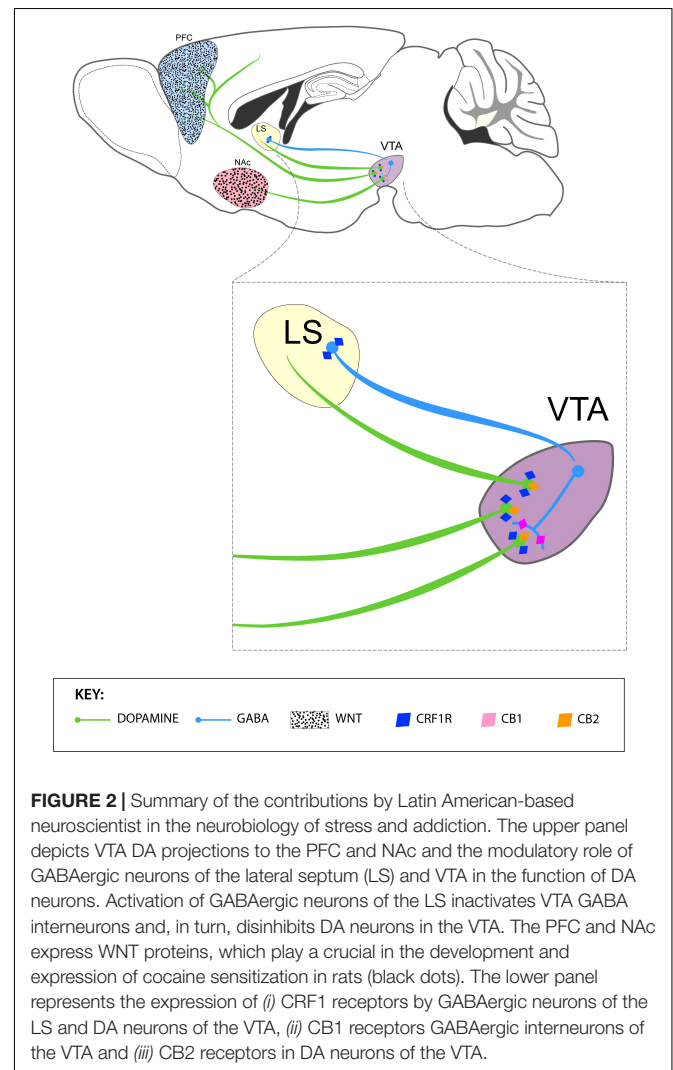 PFC
LS
VTA
NAc
LS
VTA
KEY:
DOPAMINE GABA WNT CRF1R CB1 CB2
FIGURE 2 | Summary of the contributions by Latin American-based
neuroscientist in the neurobiology of stress and addiction. The upper panel
depicts VTA DA projections to the PFC and NAc and the modulatory role of
GABAergic neurons of the lateral septum (LS) and VTA in the function of DA
neurons. Activation of GABAergic neurons of the LS inactivates VTA GABA
interneurons and, in turn, disinhibits DA neurons in the VTA. The PFC and NAc
express WNT proteins, which play a crucial in the development and
expression of cocaine sensitization in rats (black dots). The lower panel
represents the expression of (i) CRF1 receptors by GABAergic neurons of the
LS and DA neurons of the VTA, (ii) CB1 receptors GABAergic interneurons of
the VTA and (iii) CB2 receptors in DA neurons of the VTA.